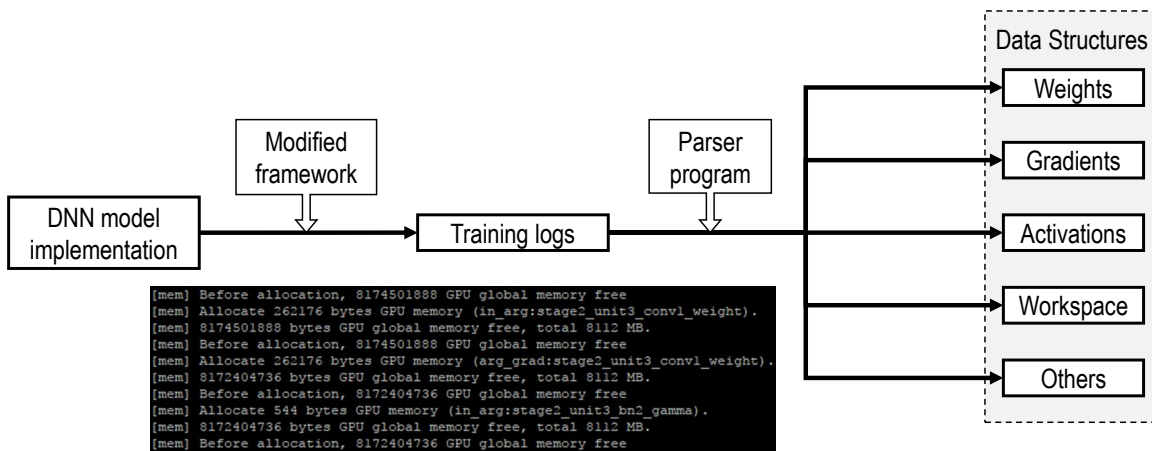 Data Structures
Weights
Modified
framework
Parser
program
Gradients
DNN model
implementation
Training logs
Activations
[mem] Before allocation, 8174501888 GPU global memory free
[mem] Allocate 262176 bytes GPU memory (in_arg:stage2_unit3_conv1_weight).
[mem] 8174501888 bytes GPU global memory free, total 8112 MB.
[mem] Before allocation, 8174501888 GPU global memory free
[mem] Allocate 262176 bytes GPU memory (arg_grad:stage2_unit3_conv1_weight).
[mem] 8172404736 bytes GPU global memory free, total 8112 MB.
[mem] Before allocation, 8172404736 GPU global memory free
[mem] Allocate 544 bytes GPU memory (in_arg:stage2_unit3_bn2_gamma).
[mem] 8172404736 bytes GPU global memory free, total 8112 MB.
[mem] Before allocation, 8172404736 GPU global memory free
Workspace
Others